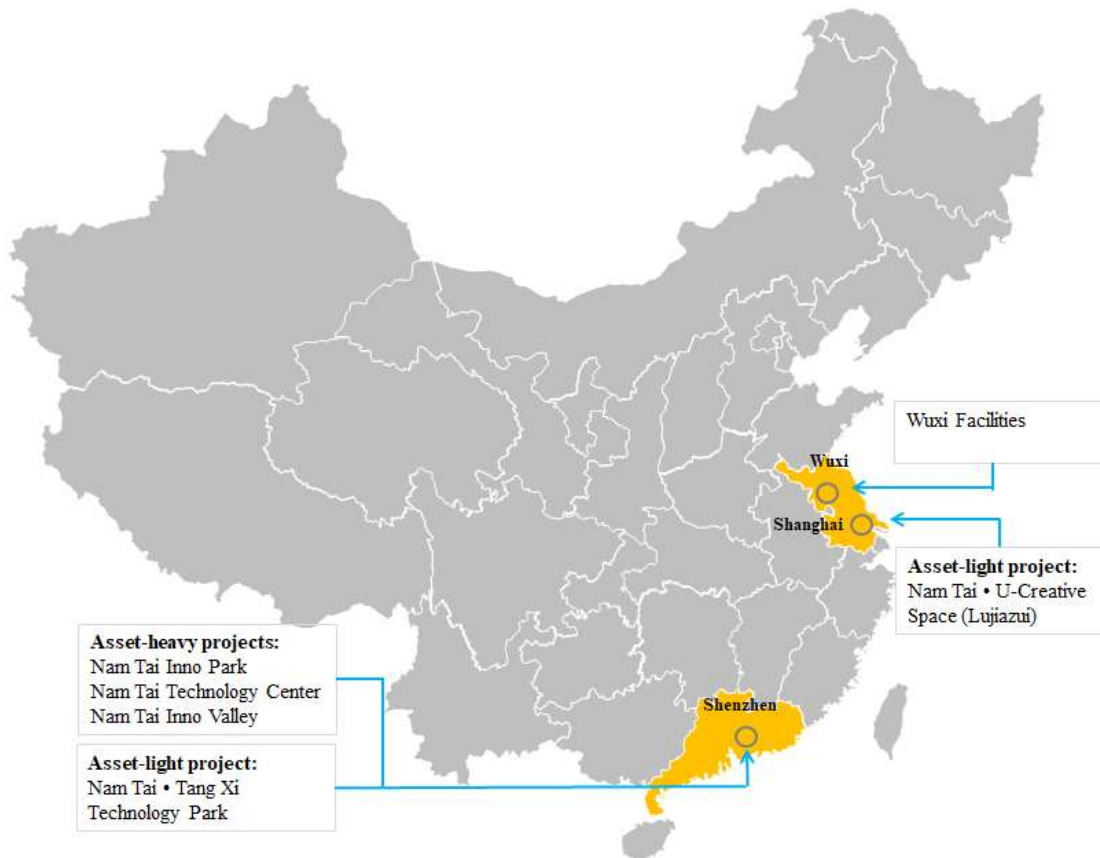 Wuxi Facilities
Wuxi
Shanghai
Asset-light project:
Nam Tai • U-Creative
Space (Lujiazui)
Asset-heavy projects:
Nam Tai Inno Park
Nam Tai Technology Center
Nam Tai Inno Valley
Shenzhen
Asset-light project:
Nam Tai • Tang Xi
Technology Park